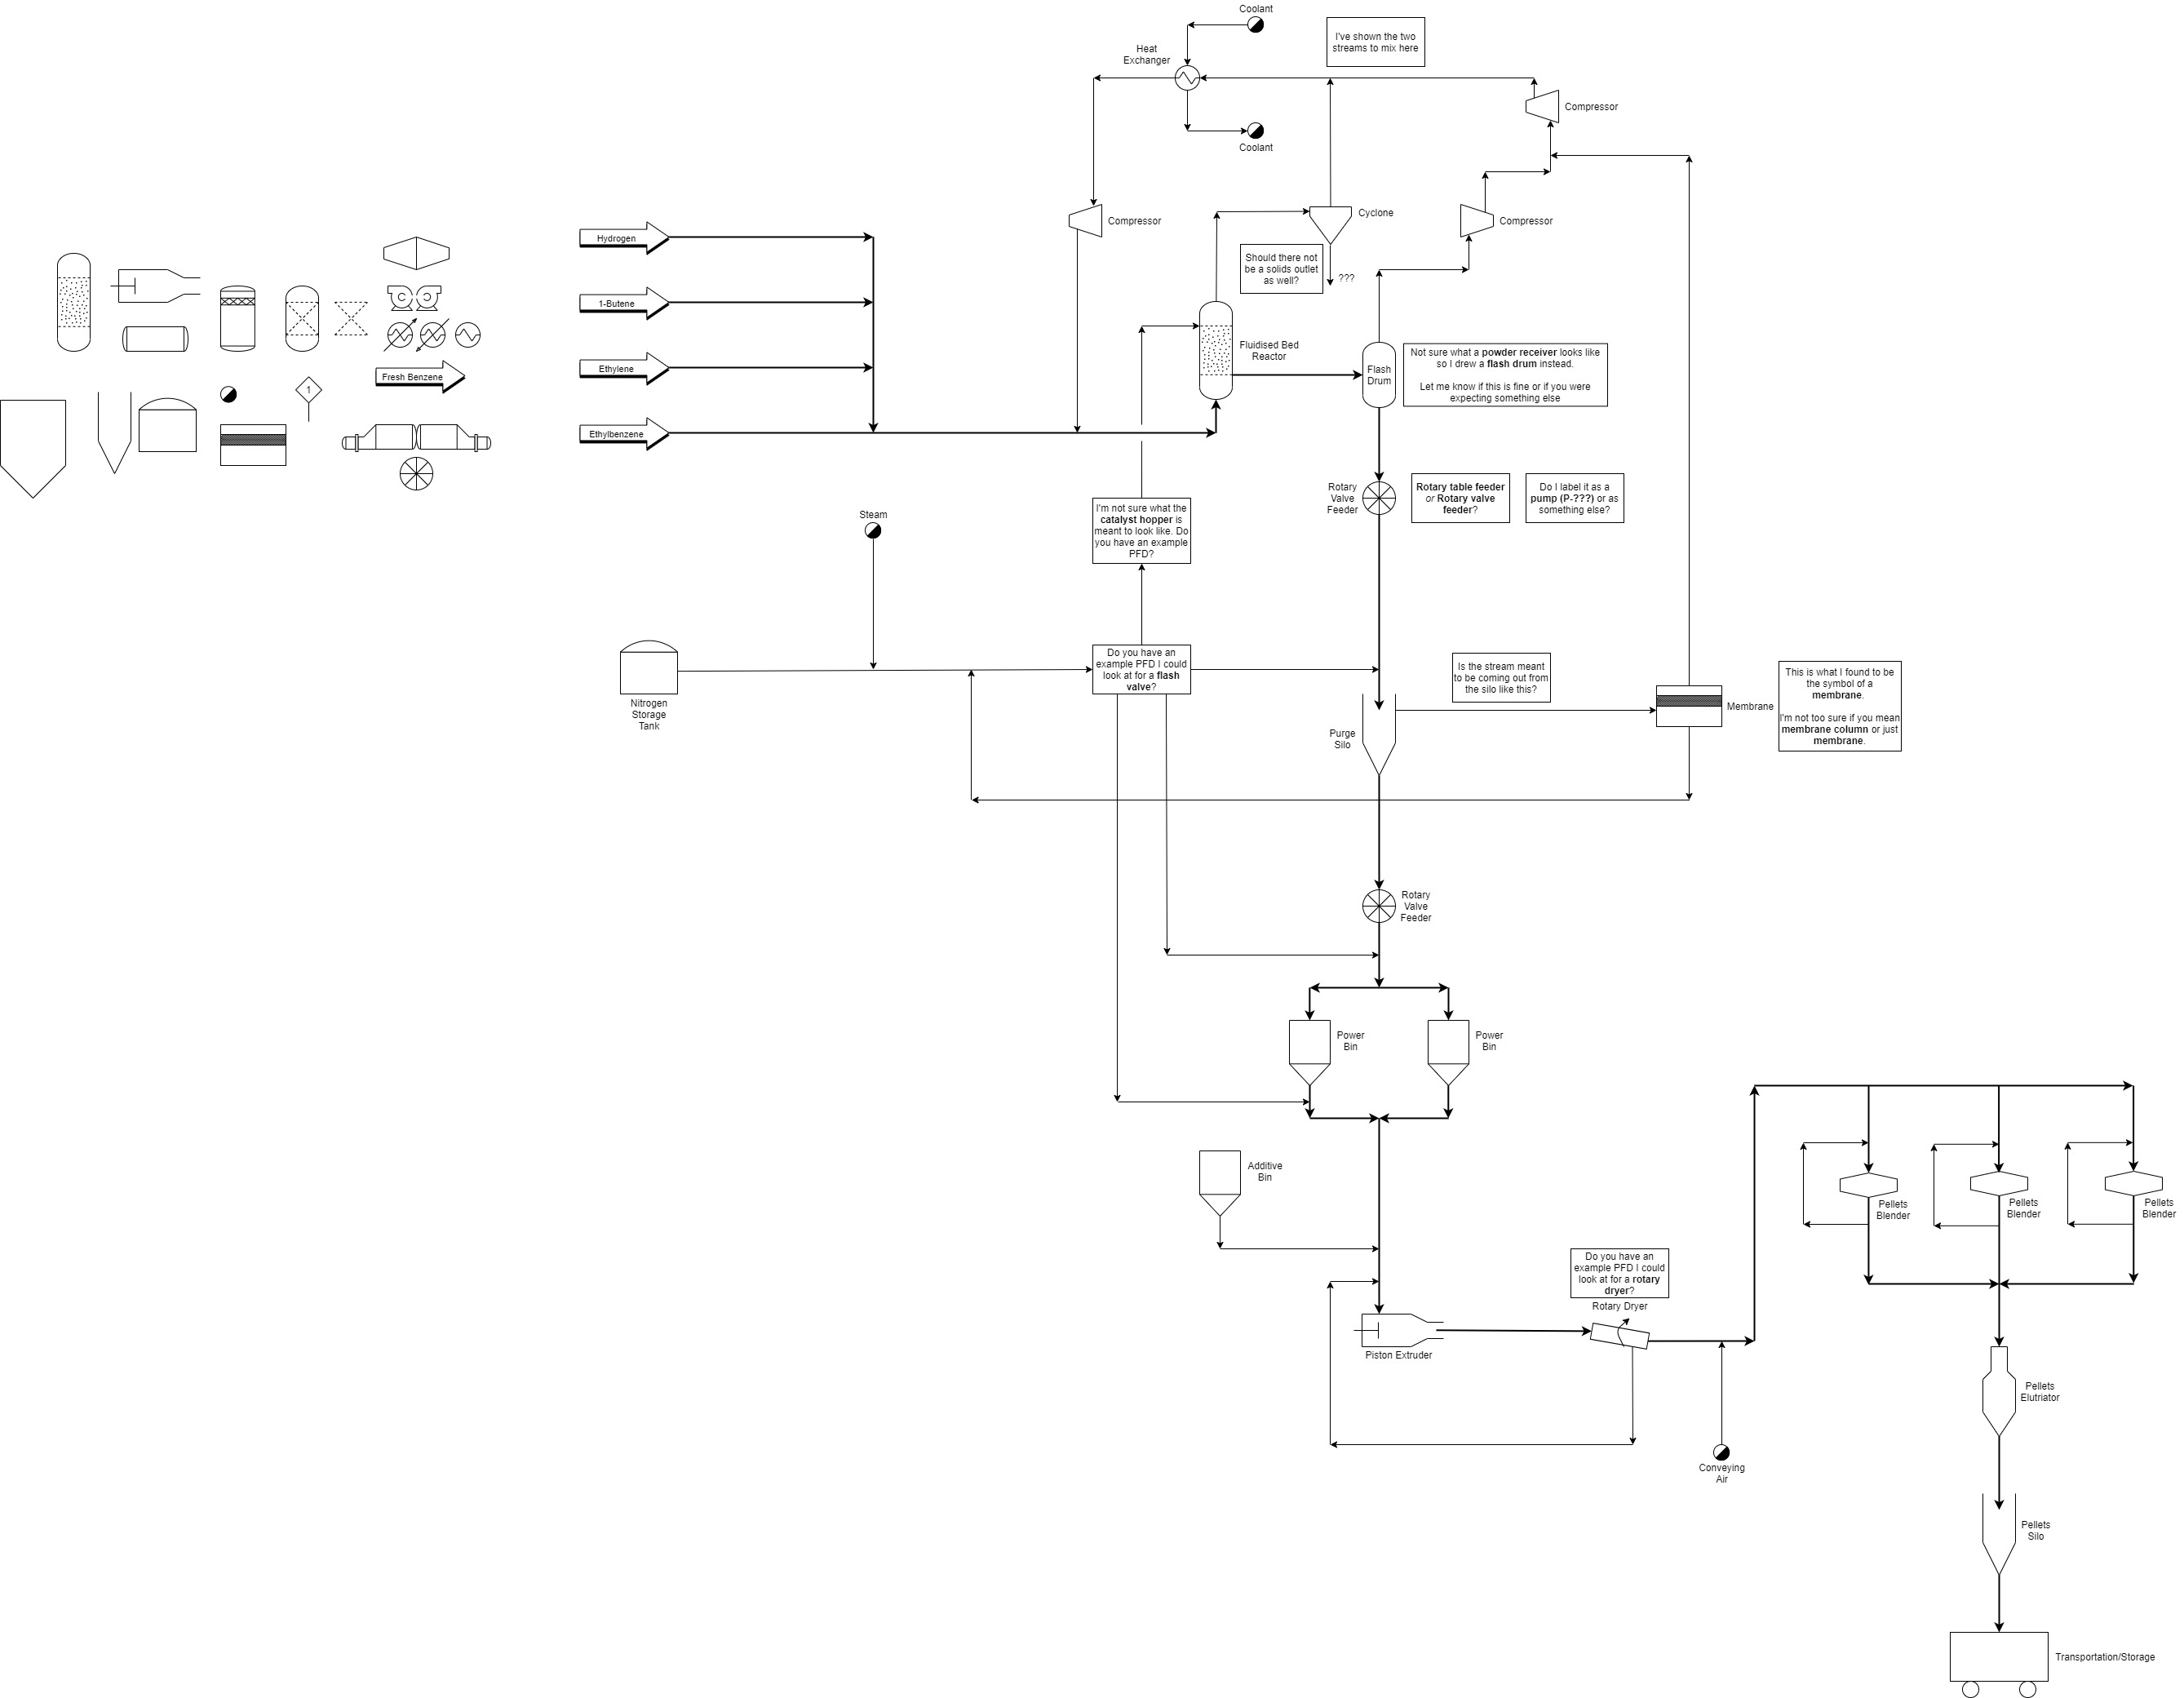 Coolant
I've shown the two
streams to mix here
Heat
Exchanger
Compressor
Coolant
Compressor
Cyclone
Compressor
Hydrogen
Should there not
be a solids outlet
as well?
???
1-Butene
Fluidised Bed
Reactor
Flash
Drum
Not sure what a powder receiver looks like
so I drew a flash drum instead.
Let me know if this is fine or if you were
expecting something else
Ethylene
Fresh Benzene
1
Ethylbenzene
Rotary
Valve
Feeder
Rotary table feeder
or Rotary valve
feeder?
Do I label it as a
pump (P-???) or as
something else?
Steam
I'm not sure what the
catalyst hopper is
meant to look like. Do
you have an example
PFD?
Nitrogen
Storage
Tank
Do you have an
example PFD I could
look at for a flash
valve?
Is the stream meant
to be coming out from
the silo like this?
Membrane
This is what I found to be
the symbol of a
membrane.
I'm not too sure if you mean
membrane column or just
membrane.
Purge
Silo
Rotary
Valve
Feeder
Power
Bin
Power
Bin
Additive
Bin
Pellets
Blender
Pellets
Blender
Pellets
Blender
Do you have an
example PFD I could
look at for a rotary
dryer?
Rotary Dryer
Piston Extruder
Pellets
Elutriator
Conveying
Air
Pellets
Silo
Transportation/Storage